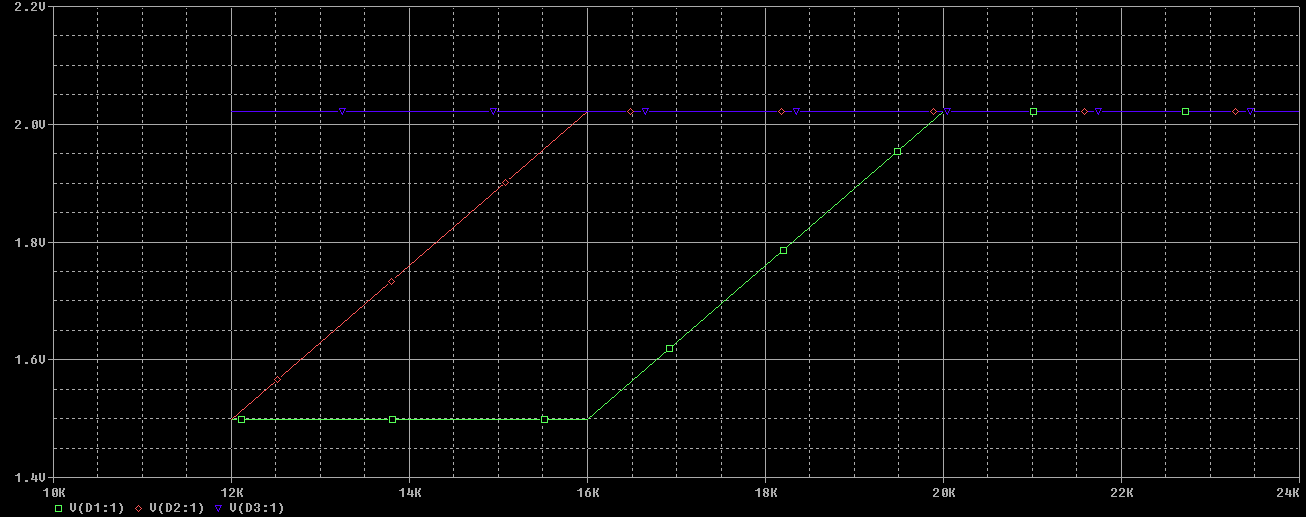 2.2V
2.0V
1.8V
1.6V
1.4V
10K 12K 14K 16K 18K 20K 22K 24K
V(D1:1) V(D2:1) V(D3:1)